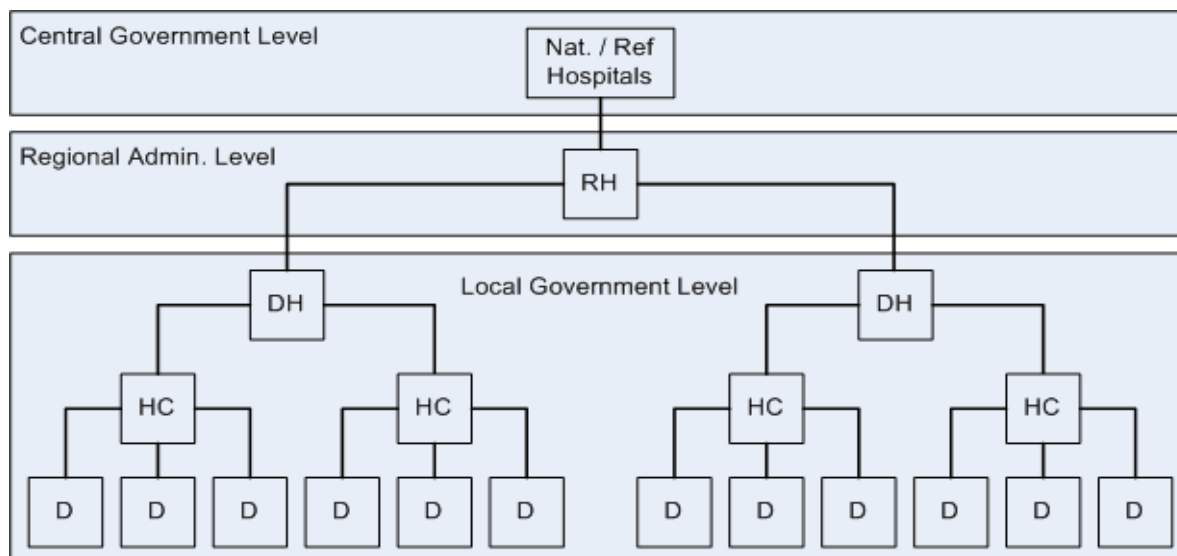 Central Government Level
Nat. / Ref
Hospitals
Regional Admin. Level
RH
Local Government Level
DH
DH
HC
HC
HC
HC
D
D
D
D
D
D
D
D
D
D
D
D